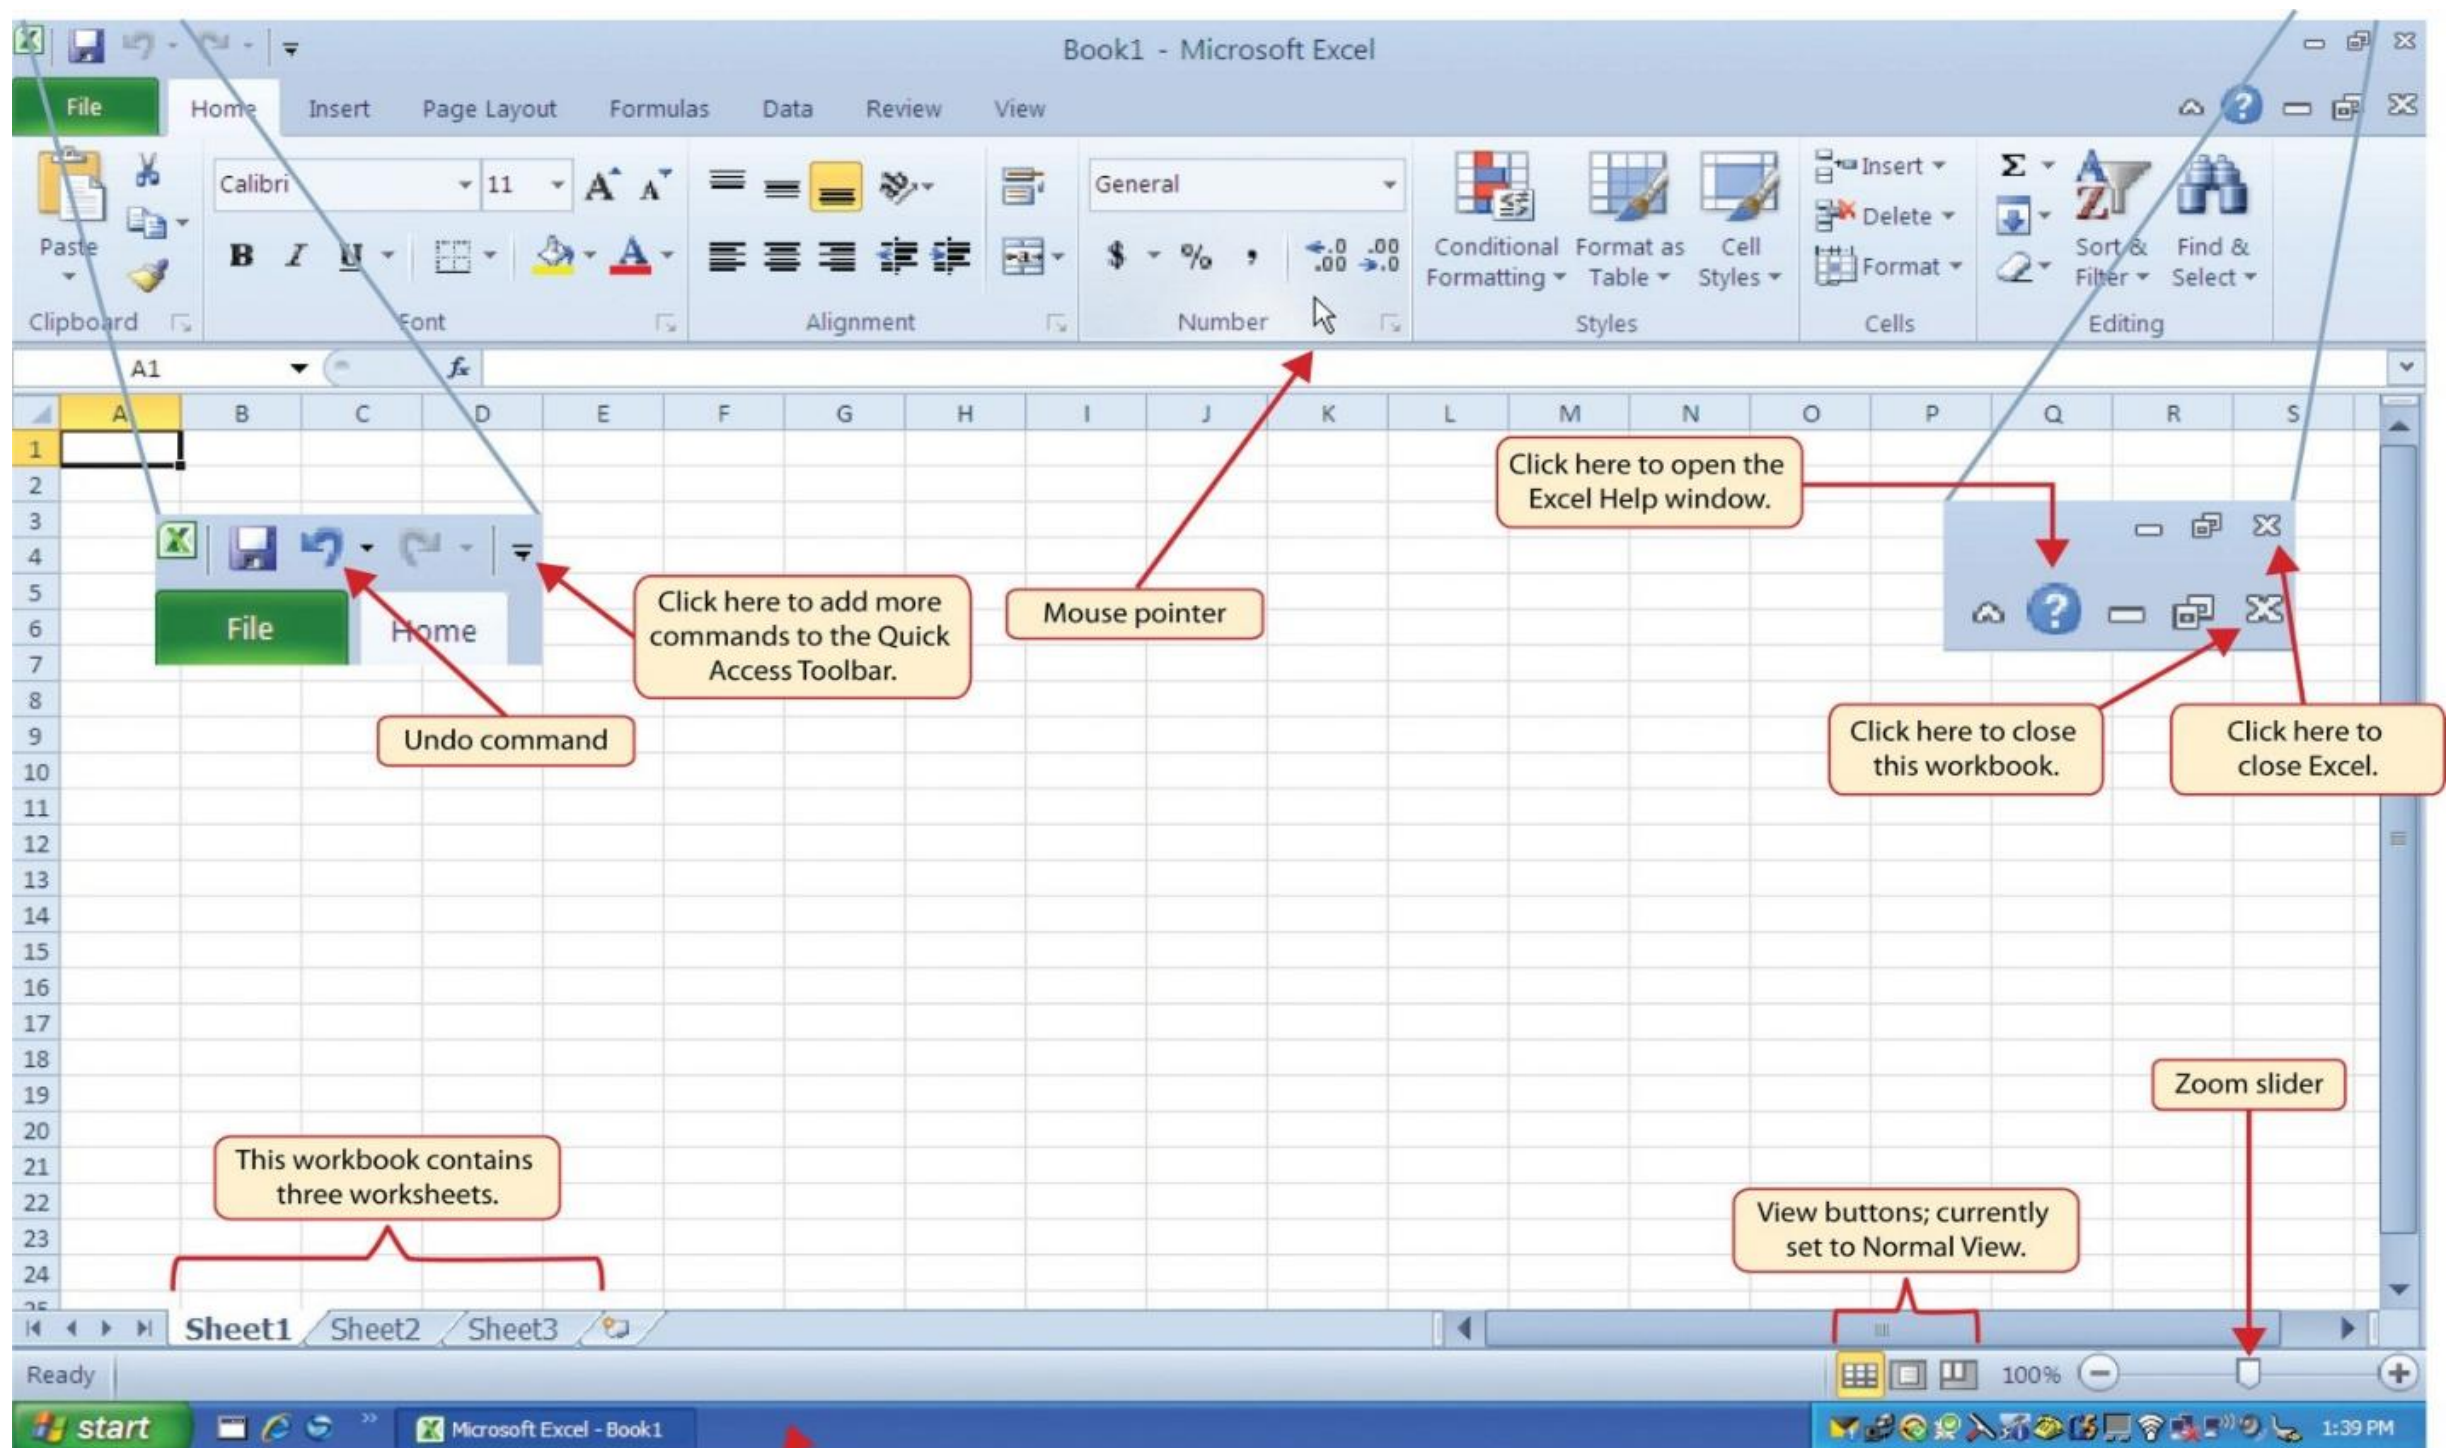 Book1 - Microsoft Excel
File Home Insert Page Layout Formulas Data Review View
Calibri 11 General
Insert
Delete
Format
Paste
B I U $ % , .0 .00 .00 .0
Conditional Formatting
Format as Table
Cell Styles
Σ
A Z
Sort & Filter
Find & Select
Clipboard Font Alignment Number Styles Cells Editing
A1 fx
A B C D E F G H I J K L M N O P Q R S
1
2
3
4
5
6
7
8
9
10
11
12
13
14
15
16
17
18
19
20
21
22
23
24
25
Click here to open the
Excel Help window.
File Home
Click here to add more
commands to the Quick
Access Toolbar.
Mouse pointer
Undo command
Click here to close
this workbook.
Click here to
close Excel.
Zoom slider
This workbook contains
three worksheets.
View buttons; currently
set to Normal View.
Sheet1 Sheet2 Sheet3
Ready 100%
start Microsoft Excel - Book1 1:39 PM